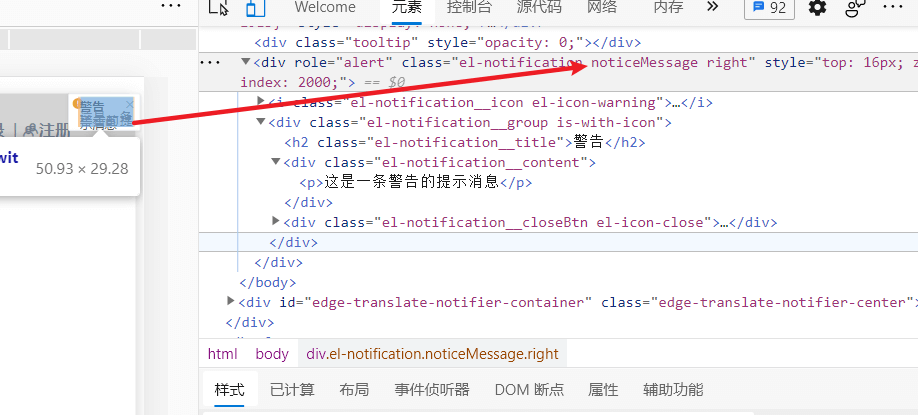 Welcome 元素 控制台 源代码 网络 内存 » 92
<div class="tooltip" style="opacity: 0;"></div>
<div role="alert" class="el-notification noticeMessage right" style="top: 16px; z
index: 2000;"> == $0
<i class="el-notification__icon el-icon-warning">…</i>
<div class="el-notification__group is-with-icon">
<h2 class="el-notification__title">警告</h2>
<div class="el-notification__content">
<p>这是一条警告的提示消息</p>
</div>
<div class="el-notification__closeBtn el-icon-close">…</div>
</div>
</div>
</body>
<div id="edge-translate-notifier-container" class="edge-translate-notifier-center">
</div>
警告
示消息
| 注册
wit
50.93 × 29.28
html body div.el-notification.noticeMessage.right
样式 已计算 布局 事件侦听器 DOM 断点 属性 辅助功能